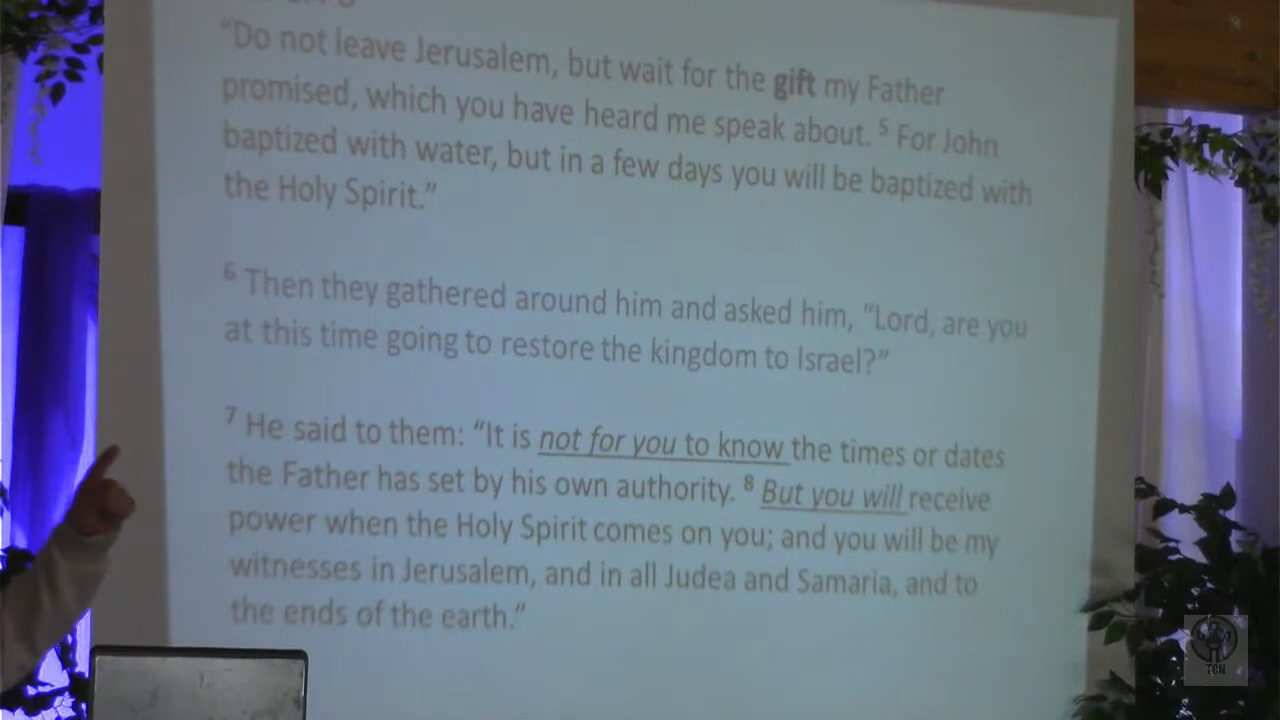 “Do not leave Jerusalem, but wait for the gift my Father
promised, which you have heard me speak about. ⁵ For John
baptized with water, but in a few days you will be baptized with
the Holy Spirit.”
⁶ Then they gathered around him and asked him, “Lord, are you
at this time going to restore the kingdom to Israel?”
⁷ He said to them: “It is not for you to know the times or dates
the Father has set by his own authority. ⁸ But you will receive
power when the Holy Spirit comes on you; and you will be my
witnesses in Jerusalem, and in all Judea and Samaria, and to
the ends of the earth.”
TCN